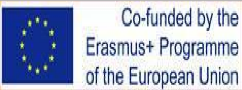 Co-funded by the
Erasmus+ Programme
of the European Union